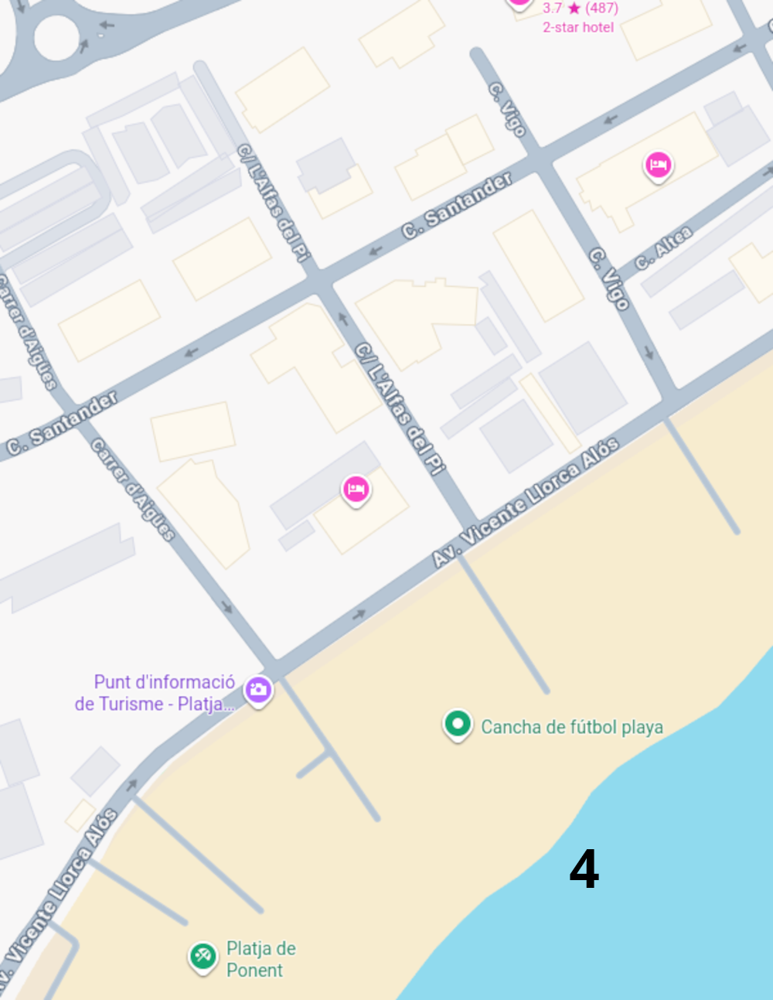 3.7 ★ (487)
2-star hotel
C. Vigo
C/ L'Alfas del Pi
C. Santander
C. Altea
C. Vigo
Carrer d'Aigües
C/ L'Alfas del Pi
C. Santander
Carrer d'Aigües
Av. Vicente Llorca Alós
Punt d'informació
de Turisme - Platja...
Cancha de fútbol playa
4
Av. Vicente Llorca Alós
Platja de
Ponent